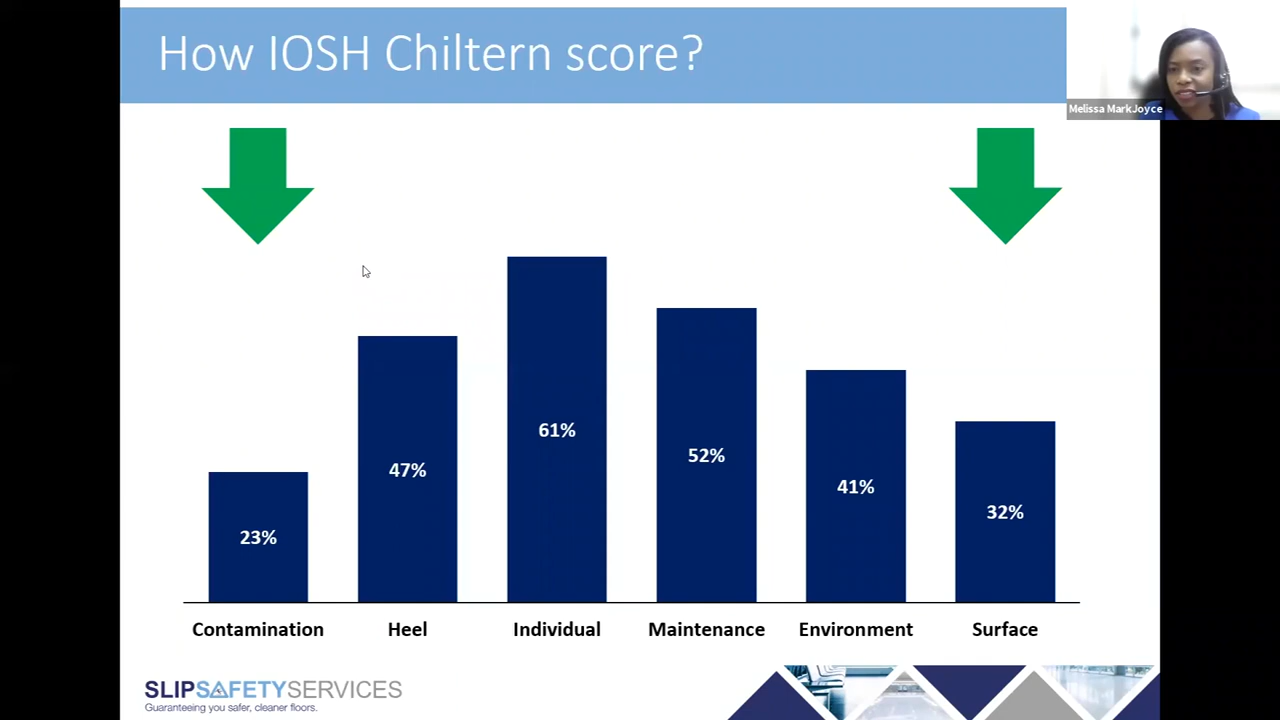 How IOSH Chiltern score?
Melissa MarkJoyce
23%
47%
61%
52%
41%
32%
Contamination
Heel
Individual
Maintenance
Environment
Surface
SLIPSAFETYSERVICES
Guaranteeing you safer, cleaner floors.